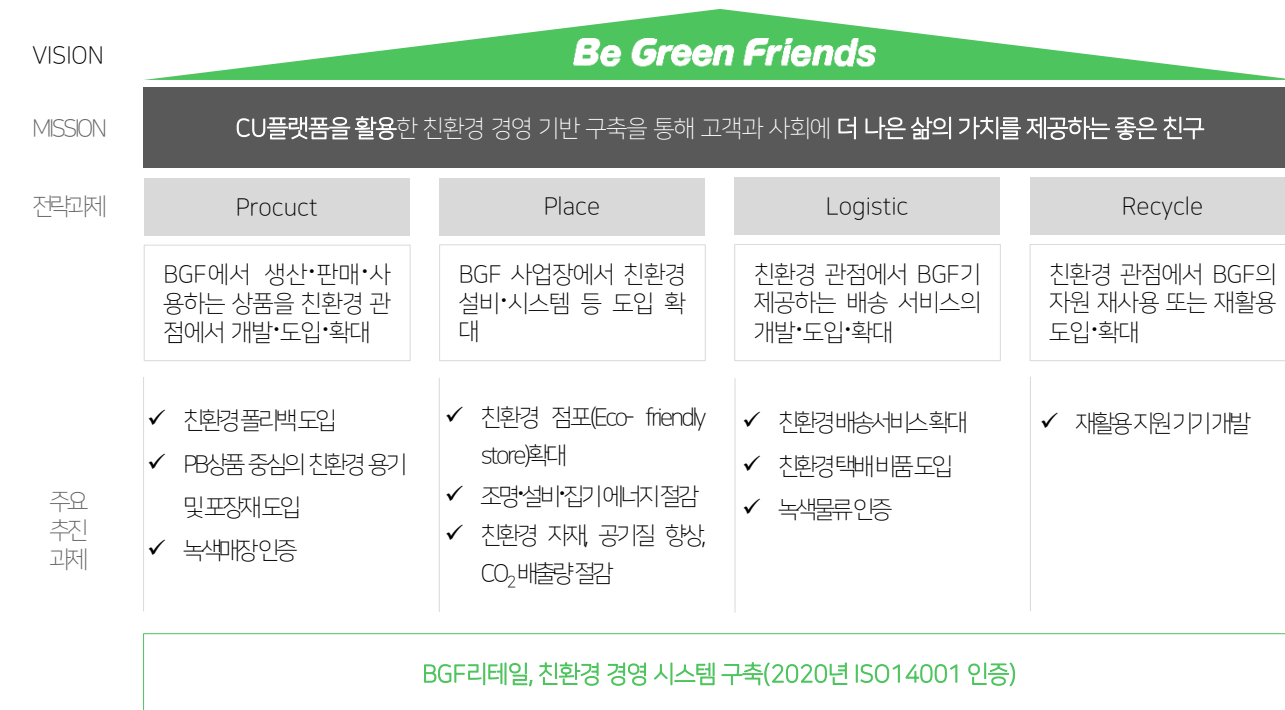 VISION
Be Green Friends
MISSION
CU플랫폼을 활용한 친환경 경영 기반 구축을 통해 고객과 사회에 더 나은 삶의 가치를 제공하는 좋은 친구
전략과제
Procuct
Place
Logistic
Recycle
BGF에서 생산•판매•사
용하는 상품을 친환경 관
점에서 개발•도입•확대
BGF 사업장에서 친환경
설비•시스템 등 도입 확
대
친환경 관점에서 BGF기
제공하는 배송 서비스의
개발•도입•확대
친환경 관점에서 BGF의
자원 재사용 또는 재활용
도입•확대
주요
추진
과제
✓ 친환경 폴리백 도입
✓ PB상품 중심의 친환경 용기
및 포장재 도입
✓ 녹색매장 인증
✓ 친환경 점포(Eco- friendly
store)확대
✓ 조명•설비•집기 에너지 절감
✓ 친환경 자재, 공기질 향상,
CO₂ 배출량 절감
✓ 친환경 배송서비스 확대
✓ 친환경 택배 비품 도입
✓ 녹색물류 인증
✓ 재활용 지원 기기 개발
BGF리테일, 친환경 경영 시스템 구축(2020년 ISO14001 인증)